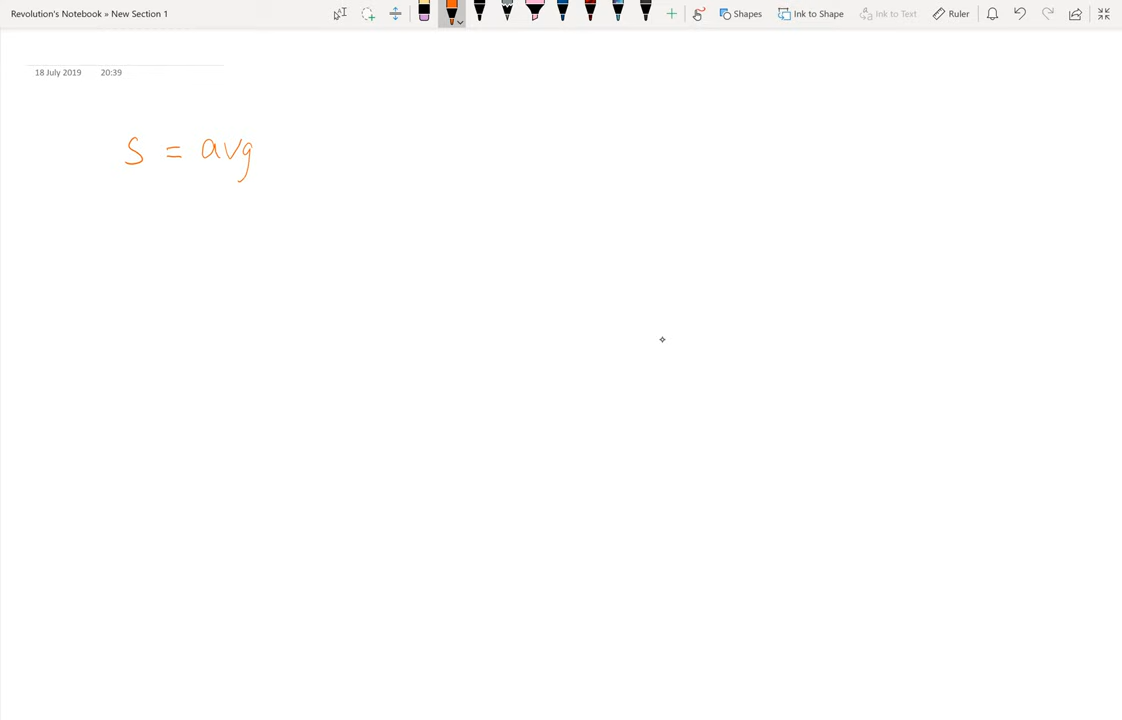 Revolution's Notebook » New Section 1
Shapes
Ink to Shape
Ink to Text
Ruler
18 July 2019 20:39
s = avg